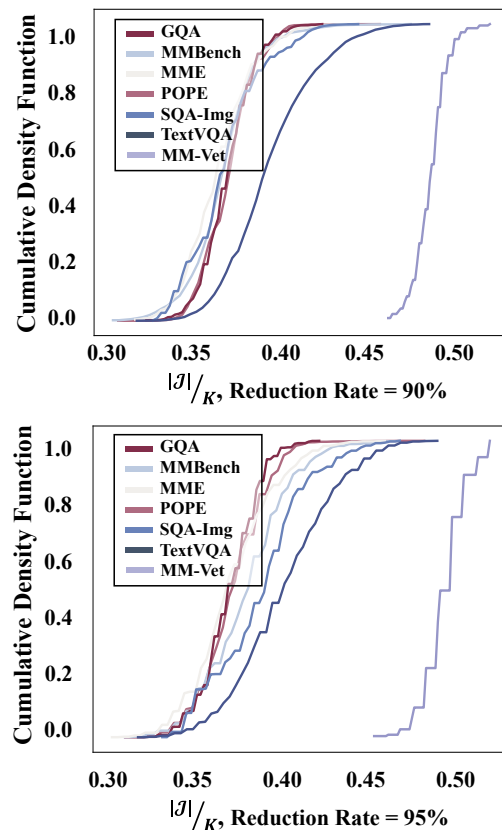 Cumulative Density Function
1.0
0.8
0.6
0.4
0.2
0.0
GQA
MMBench
MME
POPE
SQA-Img
TextVQA
MM-Vet
0.30 0.35 0.40 0.45 0.50
|𝒥|/K, Reduction Rate = 90%
Cumulative Density Function
1.0
0.8
0.6
0.4
0.2
0.0
GQA
MMBench
MME
POPE
SQA-Img
TextVQA
MM-Vet
0.30 0.35 0.40 0.45 0.50
|𝒥|/K, Reduction Rate = 95%